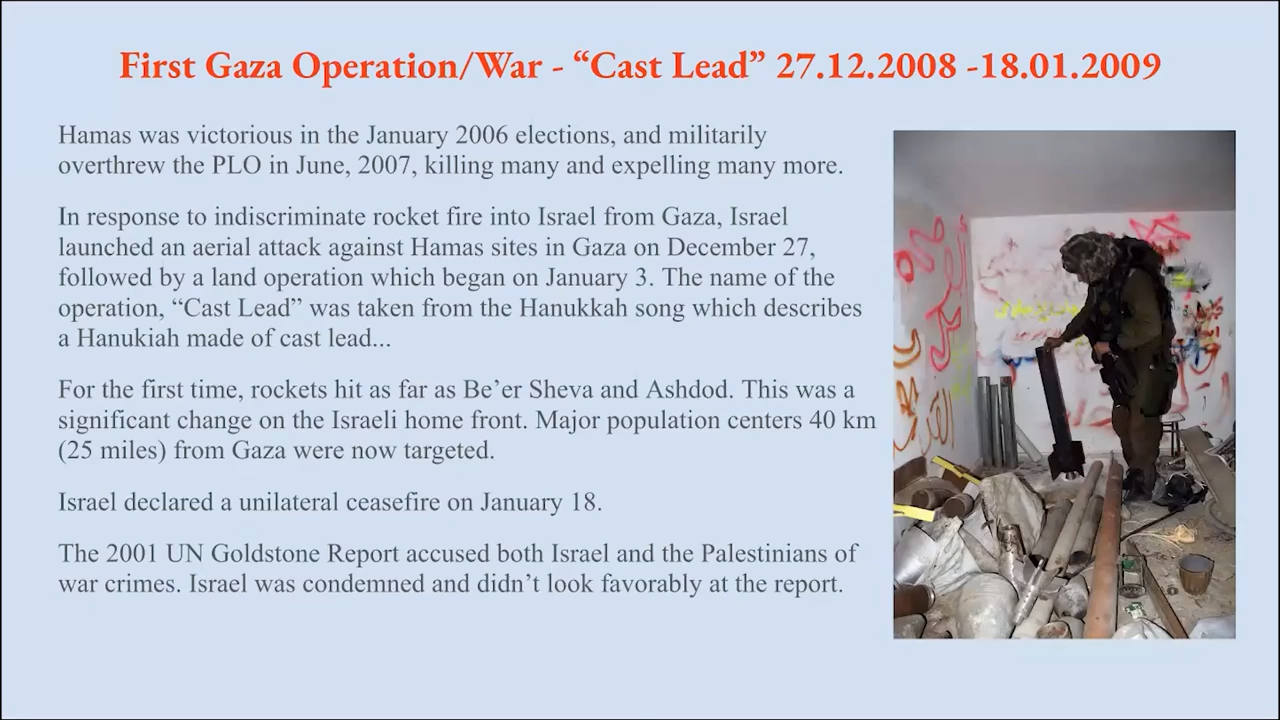 First Gaza Operation/War - “Cast Lead” 27.12.2008 -18.01.2009
Hamas was victorious in the January 2006 elections, and militarily
overthrew the PLO in June, 2007, killing many and expelling many more.
In response to indiscriminate rocket fire into Israel from Gaza, Israel
launched an aerial attack against Hamas sites in Gaza on December 27,
followed by a land operation which began on January 3. The name of the
operation, “Cast Lead” was taken from the Hanukkah song which describes
a Hanukiah made of cast lead...
For the first time, rockets hit as far as Be’er Sheva and Ashdod. This was a
significant change on the Israeli home front. Major population centers 40 km
(25 miles) from Gaza were now targeted.
Israel declared a unilateral ceasefire on January 18.
The 2001 UN Goldstone Report accused both Israel and the Palestinians of
war crimes. Israel was condemned and didn’t look favorably at the report.